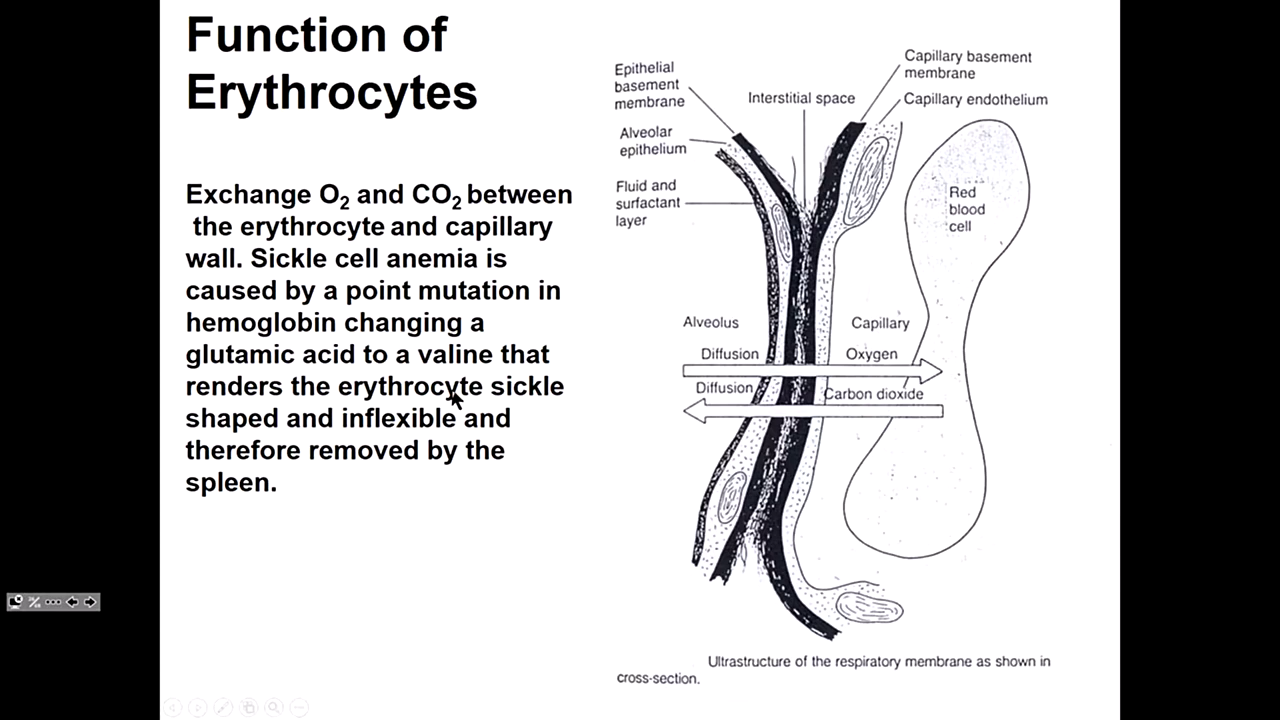 Function of
Erythrocytes
Exchange O2 and CO2 between
the erythrocyte and capillary
wall. Sickle cell anemia is
caused by a point mutation in
hemoglobin changing a
glutamic acid to a valine that
renders the erythrocyte sickle
shaped and inflexible and
therefore removed by the
spleen.
Epithelial
basement
membrane
Interstitial space
Capillary basement
membrane
Capillary endothelium
Alveolar
epithelium
Fluid and
surfactant
layer
Red
blood
cell
Alveolus
Capillary
Diffusion
Oxygen
Diffusion
Carbon dioxide
Ultrastructure of the respiratory membrane as shown in
cross-section.